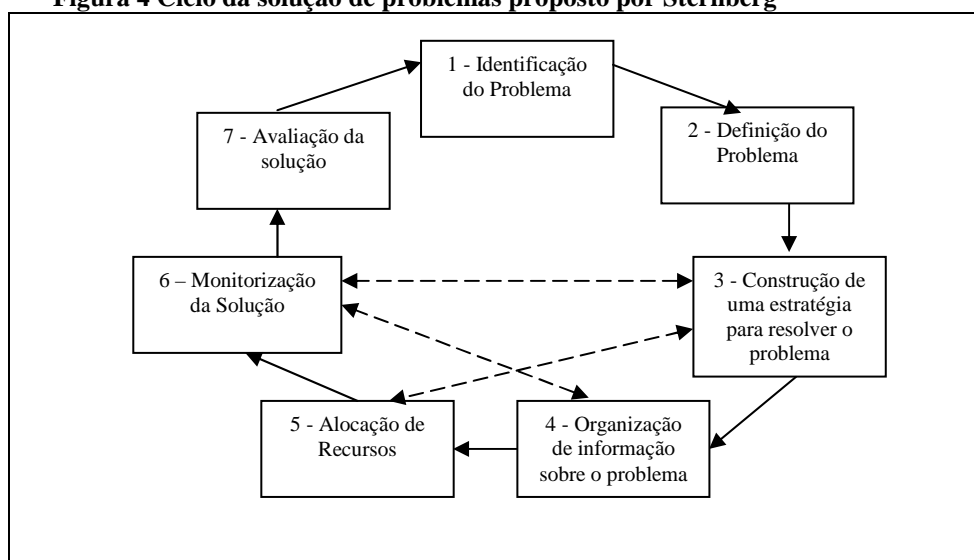 Figura 4 Ciclo da solução de problemas proposto por Sternberg
1 - Identificação
do Problema
2 - Definição do
Problema
3 - Construção de
uma estratégia
para resolver o
problema
4 - Organização
de informação
sobre o problema
5 - Alocação de
Recursos
6 – Monitorização
da Solução
7 - Avaliação da
solução